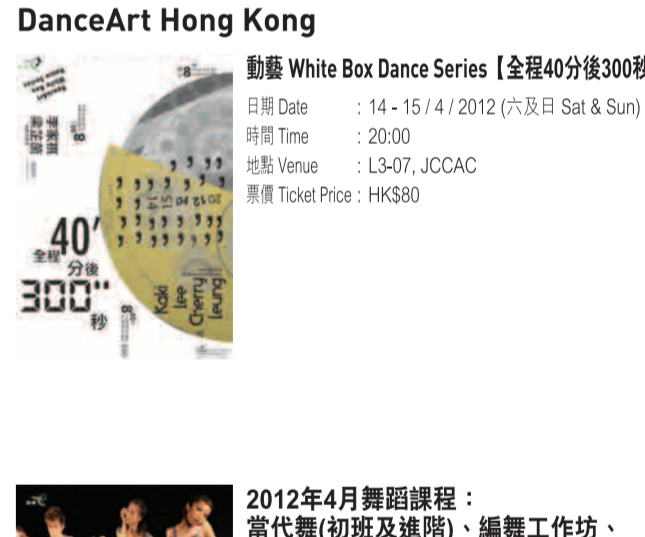 DanceArt Hong Kong
動藝 White Box Dance Series【全程40分後300秒
日期 Date : 14 - 15 / 4 / 2012 (六及日 Sat & Sun)
時間 Time : 20:00
地點 Venue : L3-07, JCCAC
票價 Ticket Price : HK$80
40'
全程
分後
300"
秒
Kaki
Lee
Cherry
Leung
2012年4月舞蹈課程：
當代舞(初班及進階)、編舞工作坊、